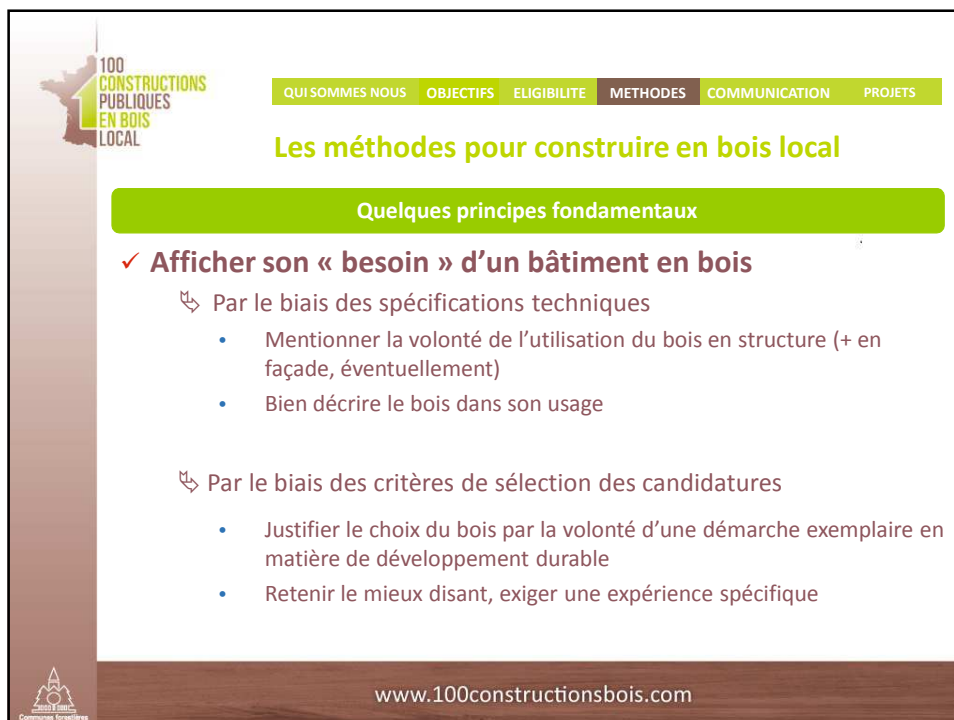 100
CONSTRUCTIONS
PUBLIQUES
EN BOIS
LOCAL
QUI SOMMES NOUS OBJECTIFS ELIGIBILITE METHODES COMMUNICATION PROJETS
Les méthodes pour construire en bois local
Quelques principes fondamentaux
✓ Afficher son « besoin » d’un bâtiment en bois
Par le biais des spécifications techniques
• Mentionner la volonté de l’utilisation du bois en structure (+ en
façade, éventuellement)
• Bien décrire le bois dans son usage
Par le biais des critères de sélection des candidatures
• Justifier le choix du bois par la volonté d’une démarche exemplaire en
matière de développement durable
• Retenir le mieux disant, exiger une expérience spécifique
www.100constructionsbois.com
Communes forestières